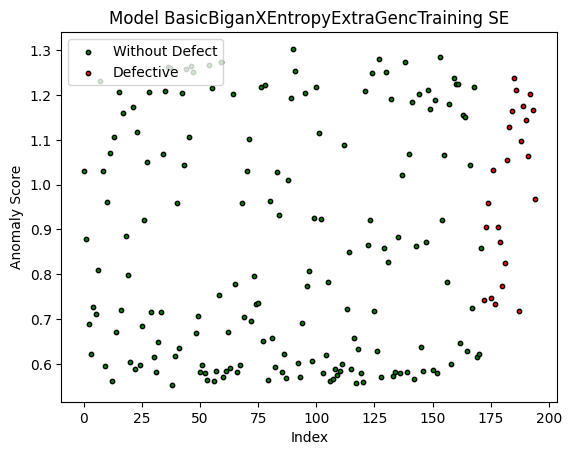 Model BasicBiganXEntropyExtraGencTraining SE
Without Defect
Defective
Anomaly Score
1.3
1.2
1.1
1.0
0.9
0.8
0.7
0.6
0 25 50 75 100 125 150 175 200
Index